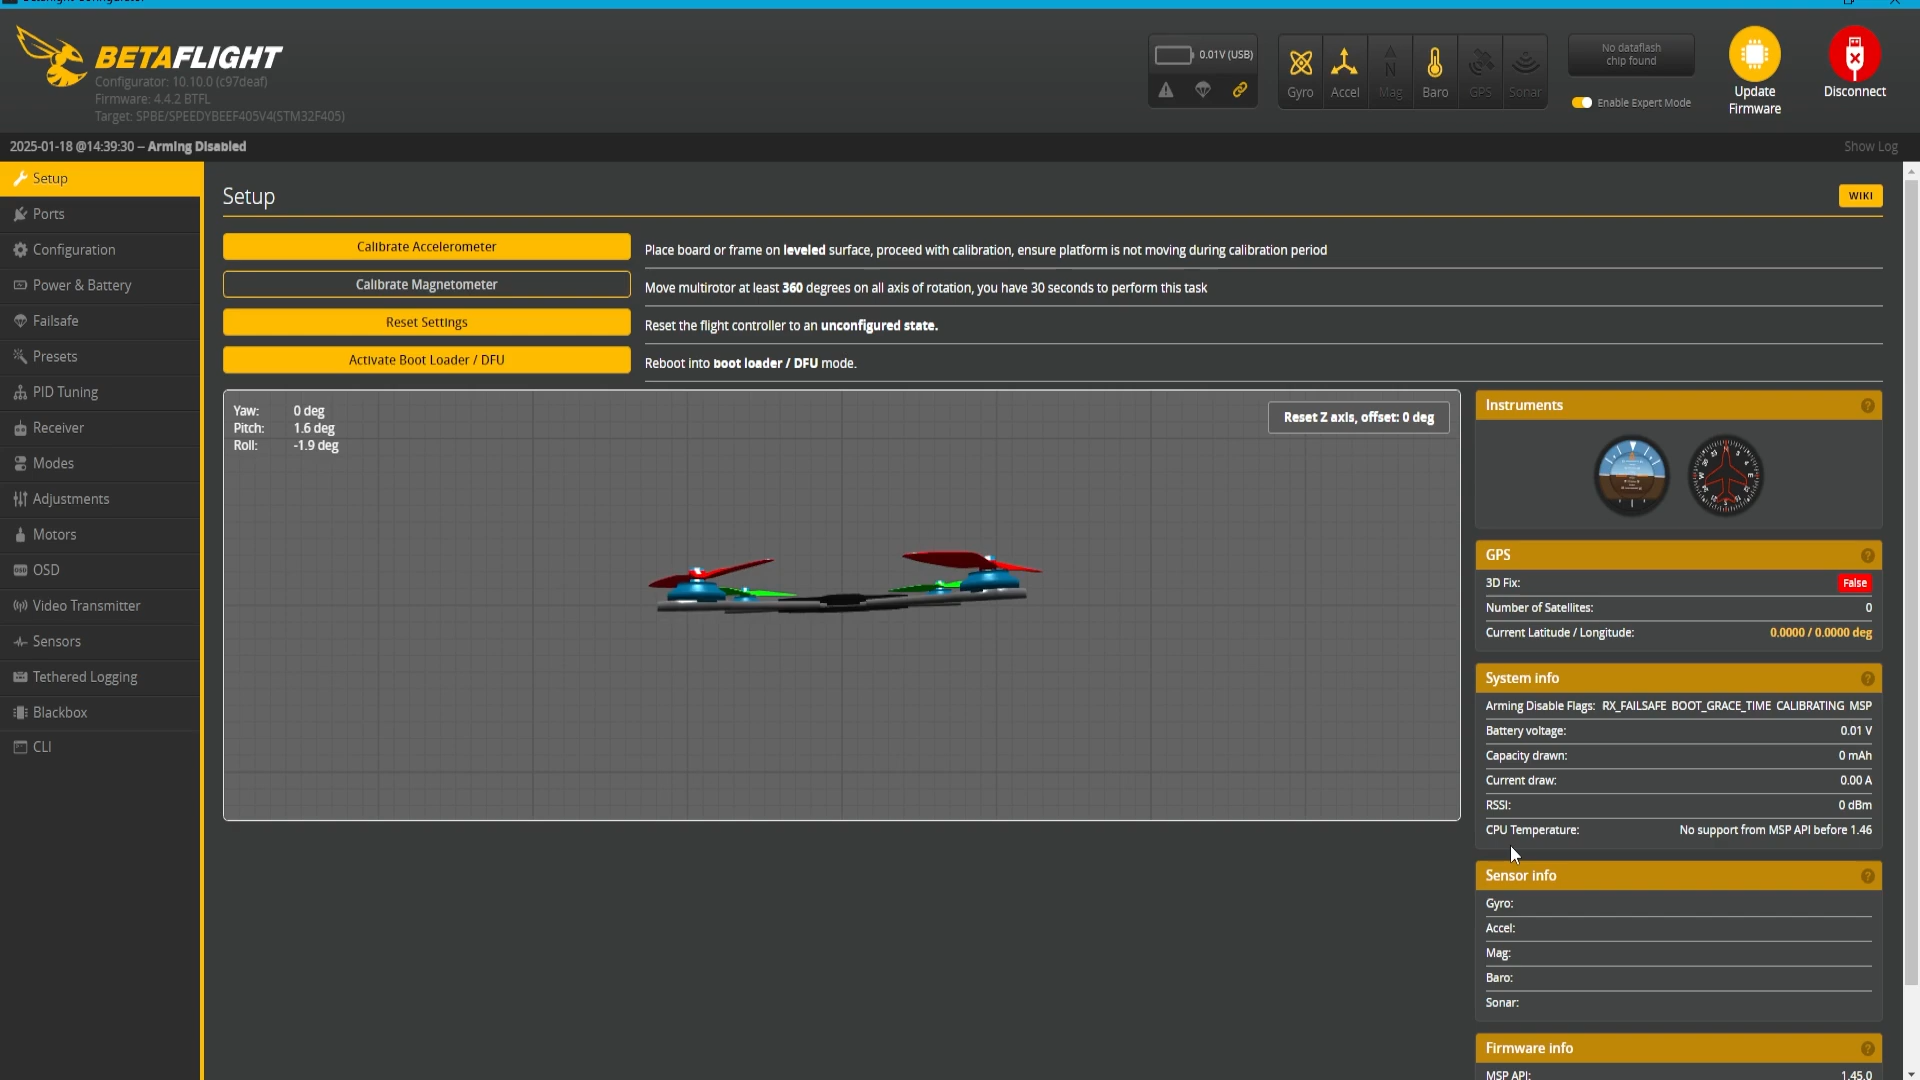 BETAFLIGHT
Configurator: 10.10.0 (c97deaf)
Firmware: 4.4.2 BTFL
Target: SPBE/SPEEDYBEEF405V4(STM32F405)
0.01V (USB)
Gyro
Accel
Mag
Baro
GPS
Sonar
No dataflash
chip found
Enable Expert Mode
Update
Firmware
Disconnect
2025-01-18 @14:39:30 -- Arming Disabled
Show Log
Setup
Ports
Configuration
Power & Battery
Failsafe
Presets
PID Tuning
Receiver
Modes
Adjustments
Motors
OSD
Video Transmitter
Sensors
Tethered Logging
Blackbox
CLI
Setup
WIKI
Calibrate Accelerometer
Place board or frame on leveled surface, proceed with calibration, ensure platform is not moving during calibration period
Calibrate Magnetometer
Move multirotor at least 360 degrees on all axis of rotation, you have 30 seconds to perform this task
Reset Settings
Reset the flight controller to an unconfigured state.
Activate Boot Loader / DFU
Reboot into boot loader / DFU mode.
Yaw: 0 deg
Pitch: 1.6 deg
Roll: -1.9 deg
Reset Z axis, offset: 0 deg
Instruments
GPS
3D Fix: False
Number of Satellites: 0
Current Latitude / Longitude: 0.0000 / 0.0000 deg
System info
Arming Disable Flags: RX_FAILSAFE BOOT_GRACE_TIME CALIBRATING MSP
Battery voltage: 0.01 V
Capacity drawn: 0 mAh
Current draw: 0.00 A
RSSI: 0 dBm
CPU Temperature: No support from MSP API before 1.46
Sensor info
Gyro:
Accel:
Mag:
Baro:
Sonar:
Firmware info
MSP API: 1.45.0